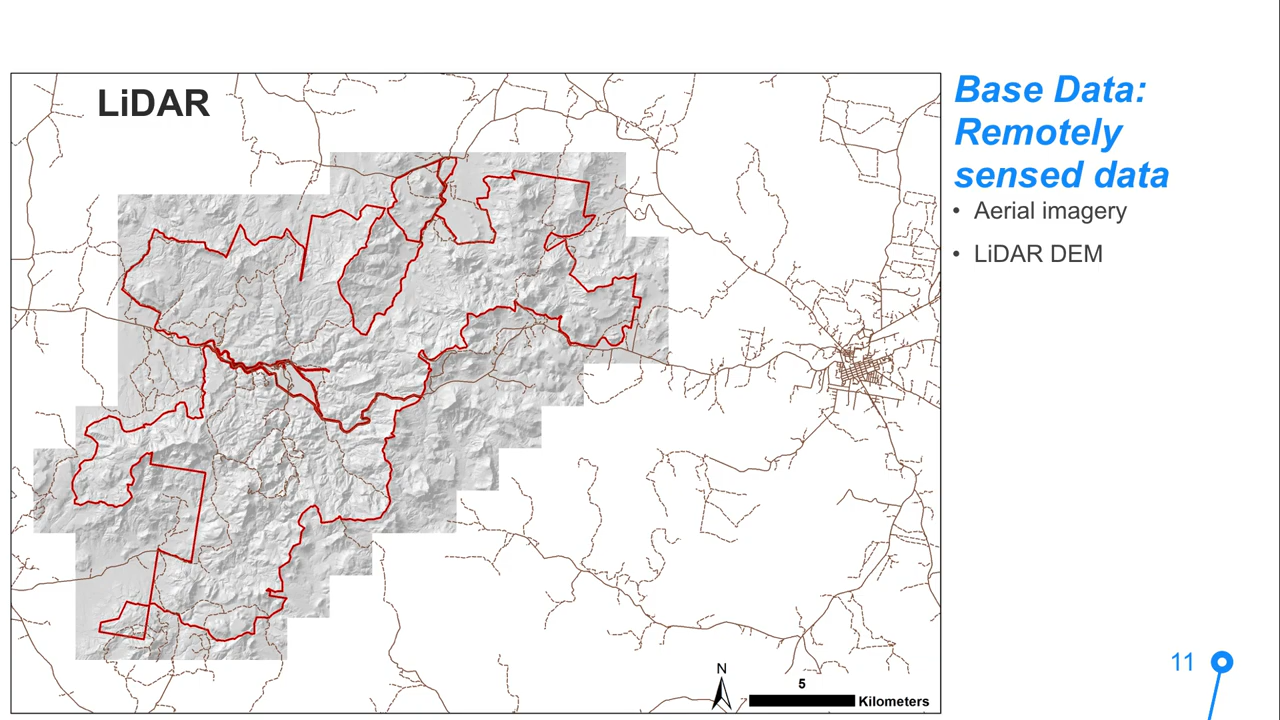 LiDAR
Base Data:
Remotely
sensed data
• Aerial imagery
• LiDAR DEM
N
5
Kilometers
11